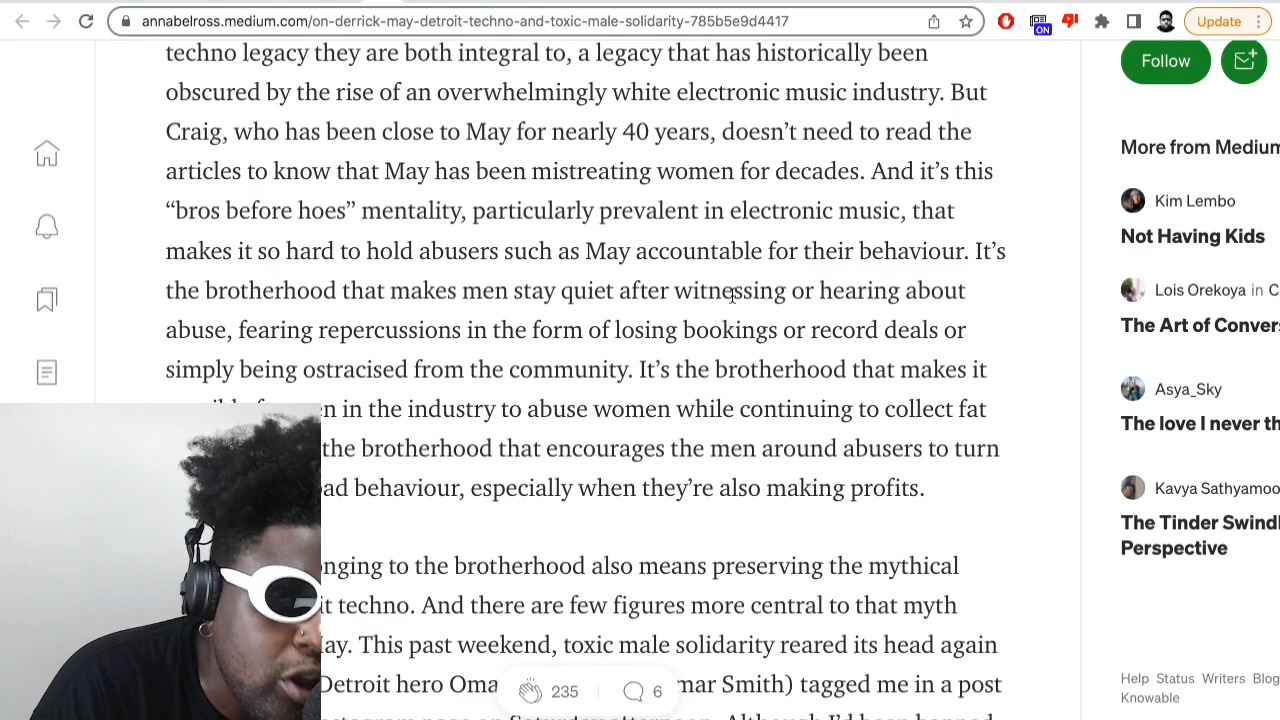 annabelross.medium.com/on-derrick-may-detroit-techno-and-toxic-male-solidarity-785b5e9d4417
ON
Update
techno legacy they are both integral to, a legacy that has historically been
obscured by the rise of an overwhelmingly white electronic music industry. But
Craig, who has been close to May for nearly 40 years, doesn’t need to read the
articles to know that May has been mistreating women for decades. And it’s this
“bros before hoes” mentality, particularly prevalent in electronic music, that
makes it so hard to hold abusers such as May accountable for their behaviour. It’s
the brotherhood that makes men stay quiet after witnessing or hearing about
abuse, fearing repercussions in the form of losing bookings or record deals or
simply being ostracised from the community. It’s the brotherhood that makes it
in the industry to abuse women while continuing to collect fat
the brotherhood that encourages the men around abusers to turn
behaviour, especially when they’re also making profits.
to the brotherhood also means preserving the mythical
techno. And there are few figures more central to that myth
This past weekend, toxic male solidarity reared its head again
Detroit hero
Smith) tagged me in a post
235
6
Follow
More from Medium
Kim Lembo
Not Having Kids
Lois Orekoya in
The Art of
Asya_Sky
The love I never
Kavya
The Tinder
Perspective
Help Status Writers
Knowable